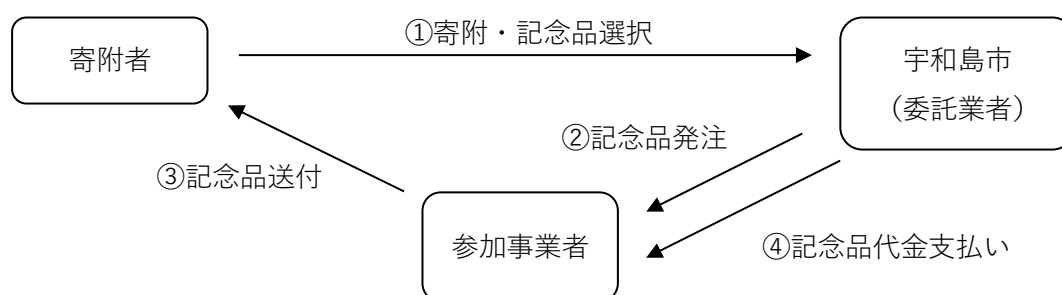 ①寄附・記念品選択
寄附者
宇和島市
（委託業者）
②記念品発注
③記念品送付
参加事業者
④記念品代金支払い